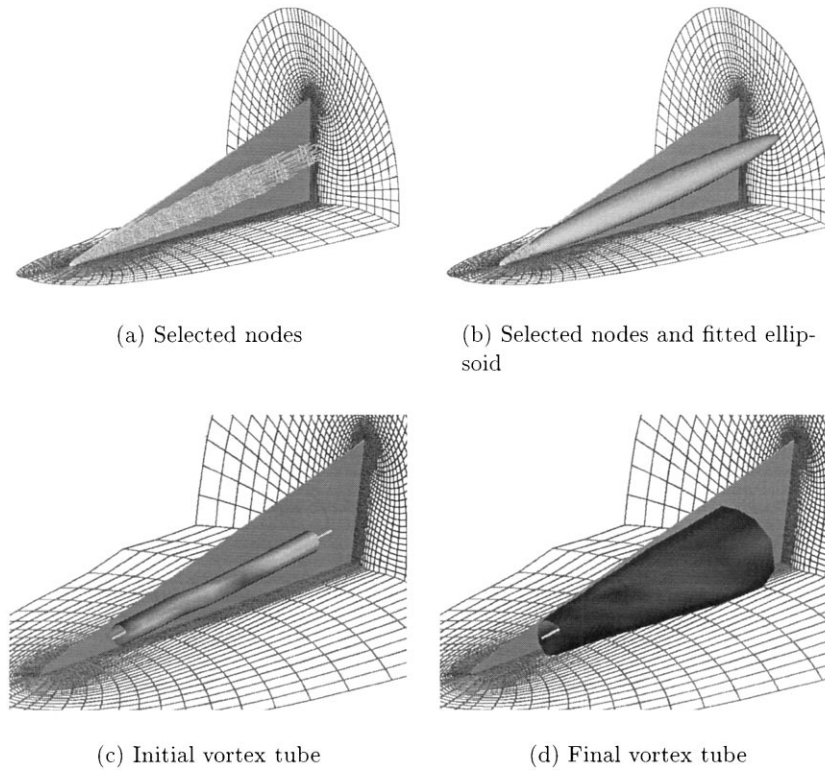 (a) Selected nodes
(b) Selected nodes and fitted ellip-
soid
(c) Initial vortex tube
(d) Final vortex tube